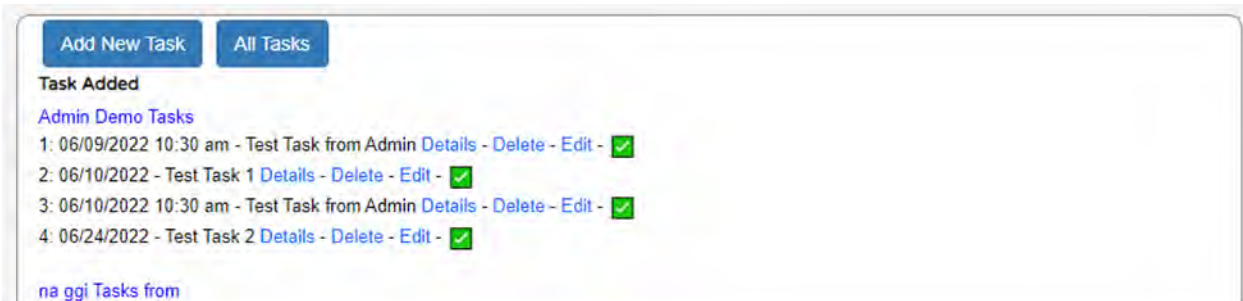 Add New Task All Tasks
Task Added
Admin Demo Tasks
1: 06/09/2022 10:30 am - Test Task from Admin Details - Delete - Edit -
2: 06/10/2022 - Test Task 1 Details - Delete - Edit -
3: 06/10/2022 10:30 am - Test Task from Admin Details - Delete - Edit -
4: 06/24/2022 - Test Task 2 Details - Delete - Edit -
na ggi Tasks from